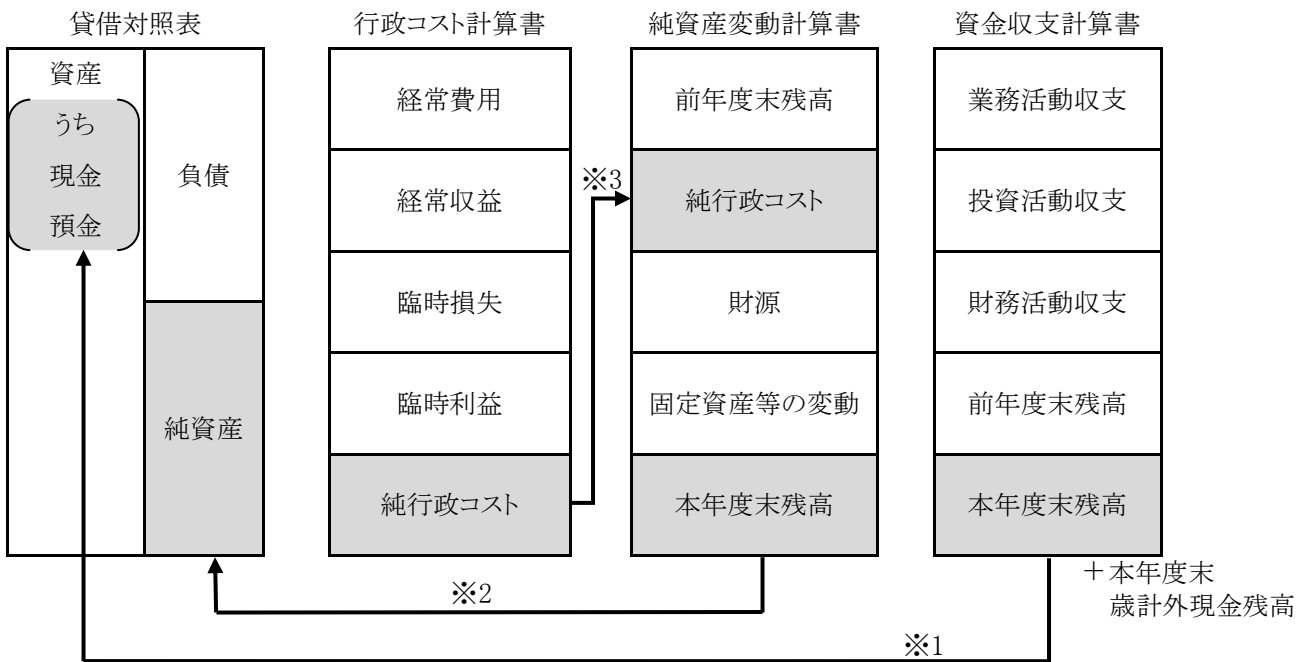 貸借対照表
資産
うち
現金
預金
負債
純資産
行政コスト計算書
経常費用
経常収益
臨時損失
臨時利益
純行政コスト
※3
純資産変動計算書
前年度末残高
純行政コスト
財源
固定資産等の変動
本年度末残高
資金収支計算書
業務活動収支
投資活動収支
財務活動収支
前年度末残高
本年度末残高
＋本年度末
歳計外現金残高
※2
※1